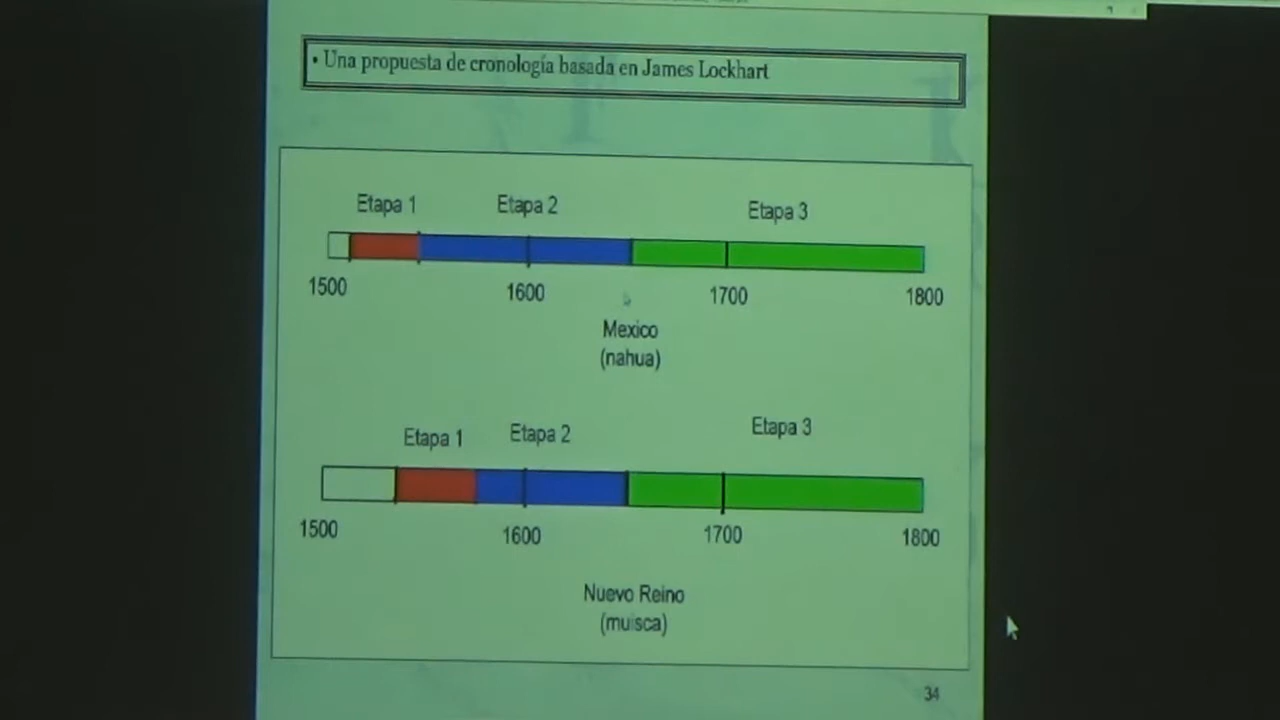 • Una propuesta de cronología basada en James Lockhart
Etapa 1 Etapa 2 Etapa 3
1500 1600 1700 1800
Mexico
(nahua)
Etapa 1 Etapa 2 Etapa 3
1500 1600 1700 1800
Nuevo Reino
(muisca)
34